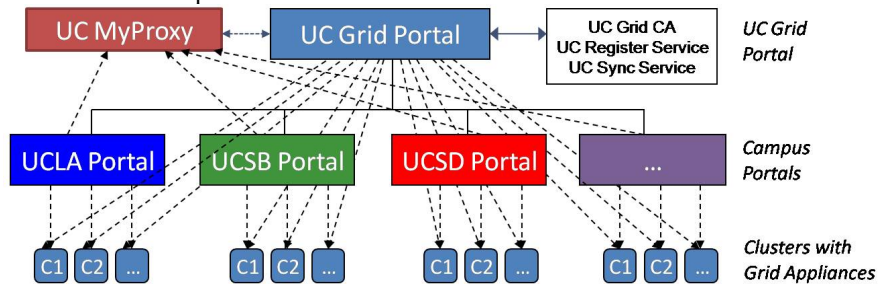 UC MyProxy
UC Grid Portal
UC Grid CA
UC Register Service
UC Sync Service
UC Grid
Portal
UCLA Portal
UCSB Portal
UCSD Portal
...
Campus
Portals
C1
C2
...
C1
C2
...
C1
C2
...
C1
C2
...
Clusters with
Grid Appliances